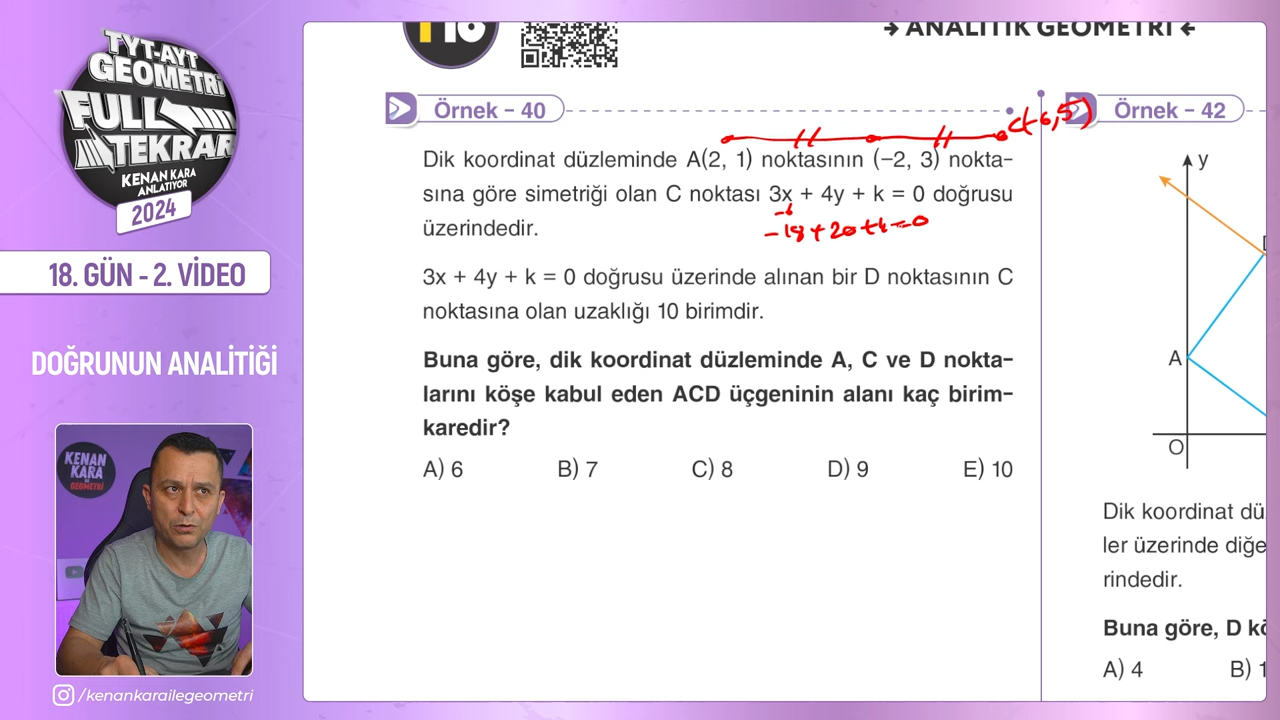 TYT-AYT
GEOMETRİ
FULL
TEKRAR
KENAN KARA
ANLATIYOR
2024
18. GÜN - 2. VİDEO
DOĞRUNUN ANALİTİĞİ
KENAN
KARA
GEOMETRİ
/kenankarailegeometri
→ ANALİTİK GEOMETRİ ←
Örnek – 40
C(-6,5)
Dik koordinat düzleminde A(2, 1) noktasının (–2, 3) nokta-
sına göre simetriği olan C noktası 3x + 4y + k = 0 doğrusu
-6
üzerindedir.
-18+20+k=0
3x + 4y + k = 0 doğrusu üzerinde alınan bir D noktasının C
noktasına olan uzaklığı 10 birimdir.
Buna göre, dik koordinat düzleminde A, C ve D nokta-
larını köşe kabul eden ACD üçgeninin alanı kaç birim-
karedir?
A) 6 B) 7 C) 8 D) 9 E) 10
Örnek – 42
y
A
O
Dik koordinat dü
ler üzerinde diğe
rindedir.
Buna göre, D kö
A) 4 B) 1